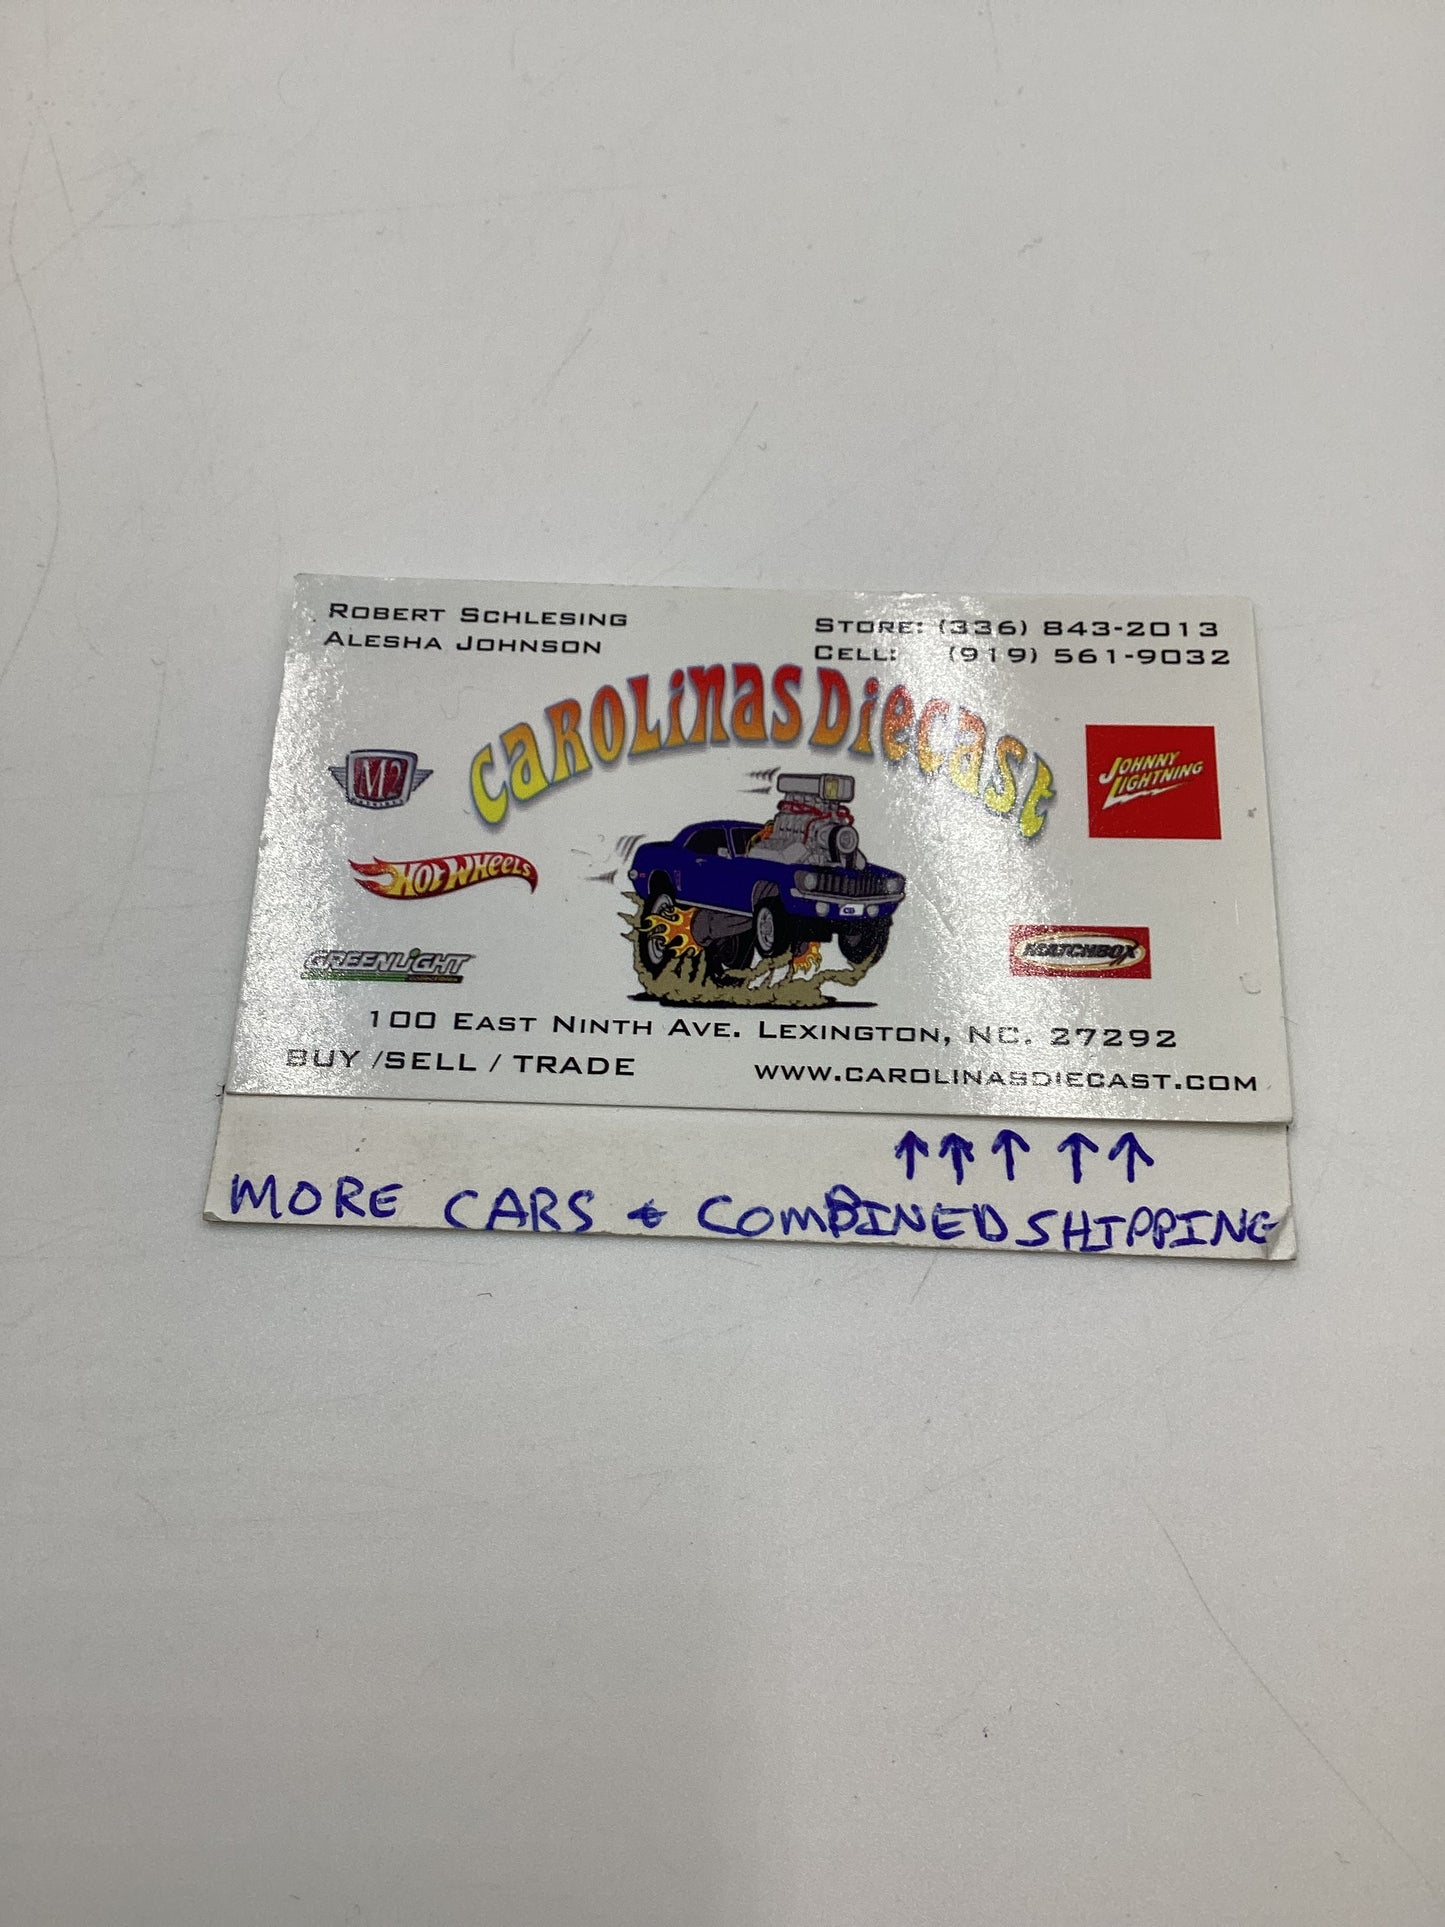 ROBERT SCHLESING
ALESHA JOHNSON
STORE: (336) 843-2013
CELL: (919) 561-9032
CAROLINAS DIECAST
M2
JOHNNY LIGHTNING
HOT WHEELS
GREENLIGHT
MATCHBOX
100 EAST NINTH AVE. LEXINGTON, NC. 27292
BUY /SELL / TRADE
WWW.CAROLINASDIECAST.COM
↑↑↑↑↑
MORE CARS & COMBINED SHIPPING